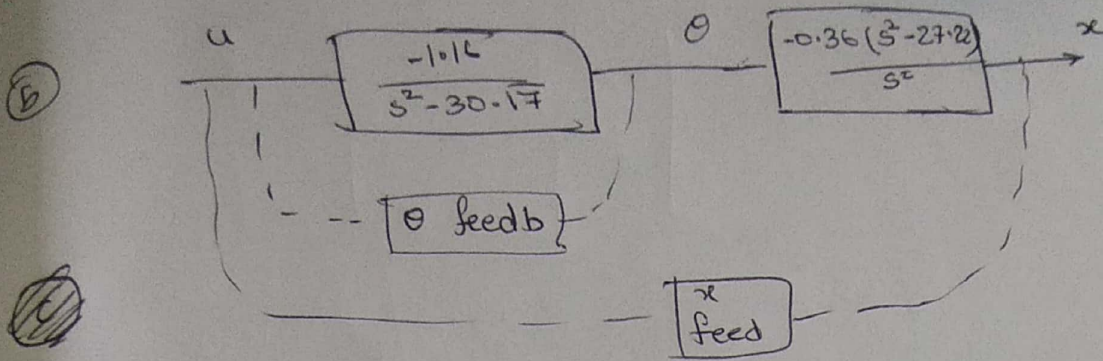 u
θ
x
-0.36(s²-27.22)
s²
b
-1.16
s²-30.17
θ feedb
x
feed